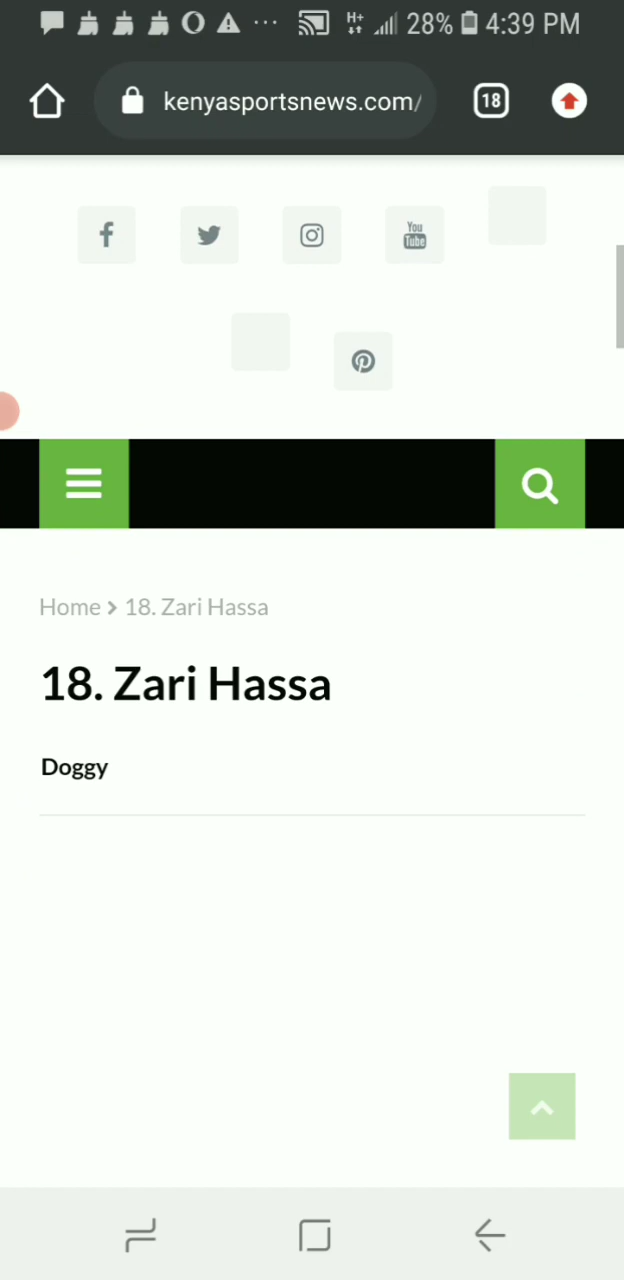 H+ 28% 4:39 PM
kenyasportsnews.com/ 18
You
Tube
Home > 18. Zari Hassa
18. Zari Hassa
Doggy